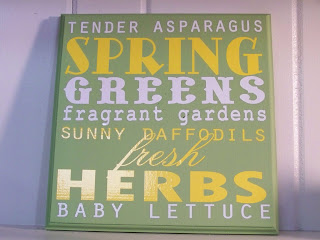 TENDER ASPARAGUS
SPRING
GREENS
fragrant gardens
SUNNY DAFFODILS
fresh
HERBS
BABY LETTUCE